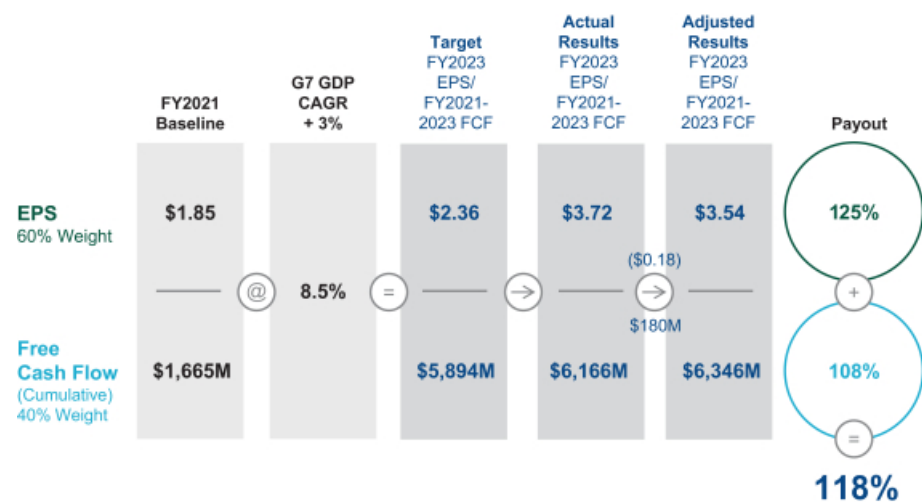 FY2021
Baseline
G7 GDP
CAGR
+ 3%
Target
FY2023
EPS/
FY2021-
2023 FCF
Actual
Results
FY2023
EPS/
FY2021-
2023 FCF
Adjusted
Results
FY2023
EPS/
FY2021-
2023 FCF
Payout
EPS
60% Weight
$1.85
$2.36
$3.72
$3.54
125%
@
8.5%
=
($0.18)
$180M
+
Free
Cash Flow
(Cumulative)
40% Weight
$1,665M
$5,894M
$6,166M
$6,346M
108%
=
118%